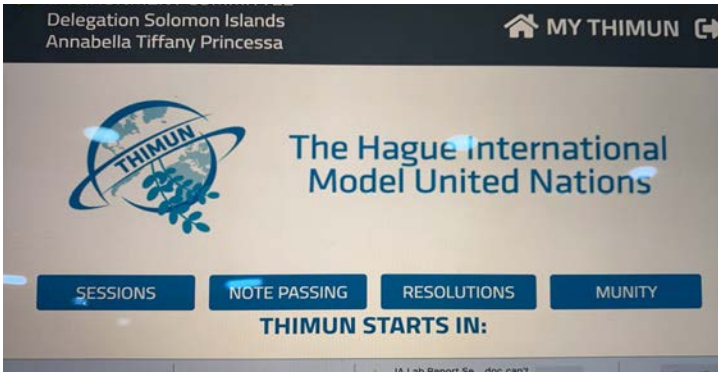 Delegation Solomon Islands
Annabella Tiffany Princessa
MY THIMUN
THIMUN
The Hague International
Model United Nations
SESSIONS
NOTE PASSING
RESOLUTIONS
MUNITY
THIMUN STARTS IN: